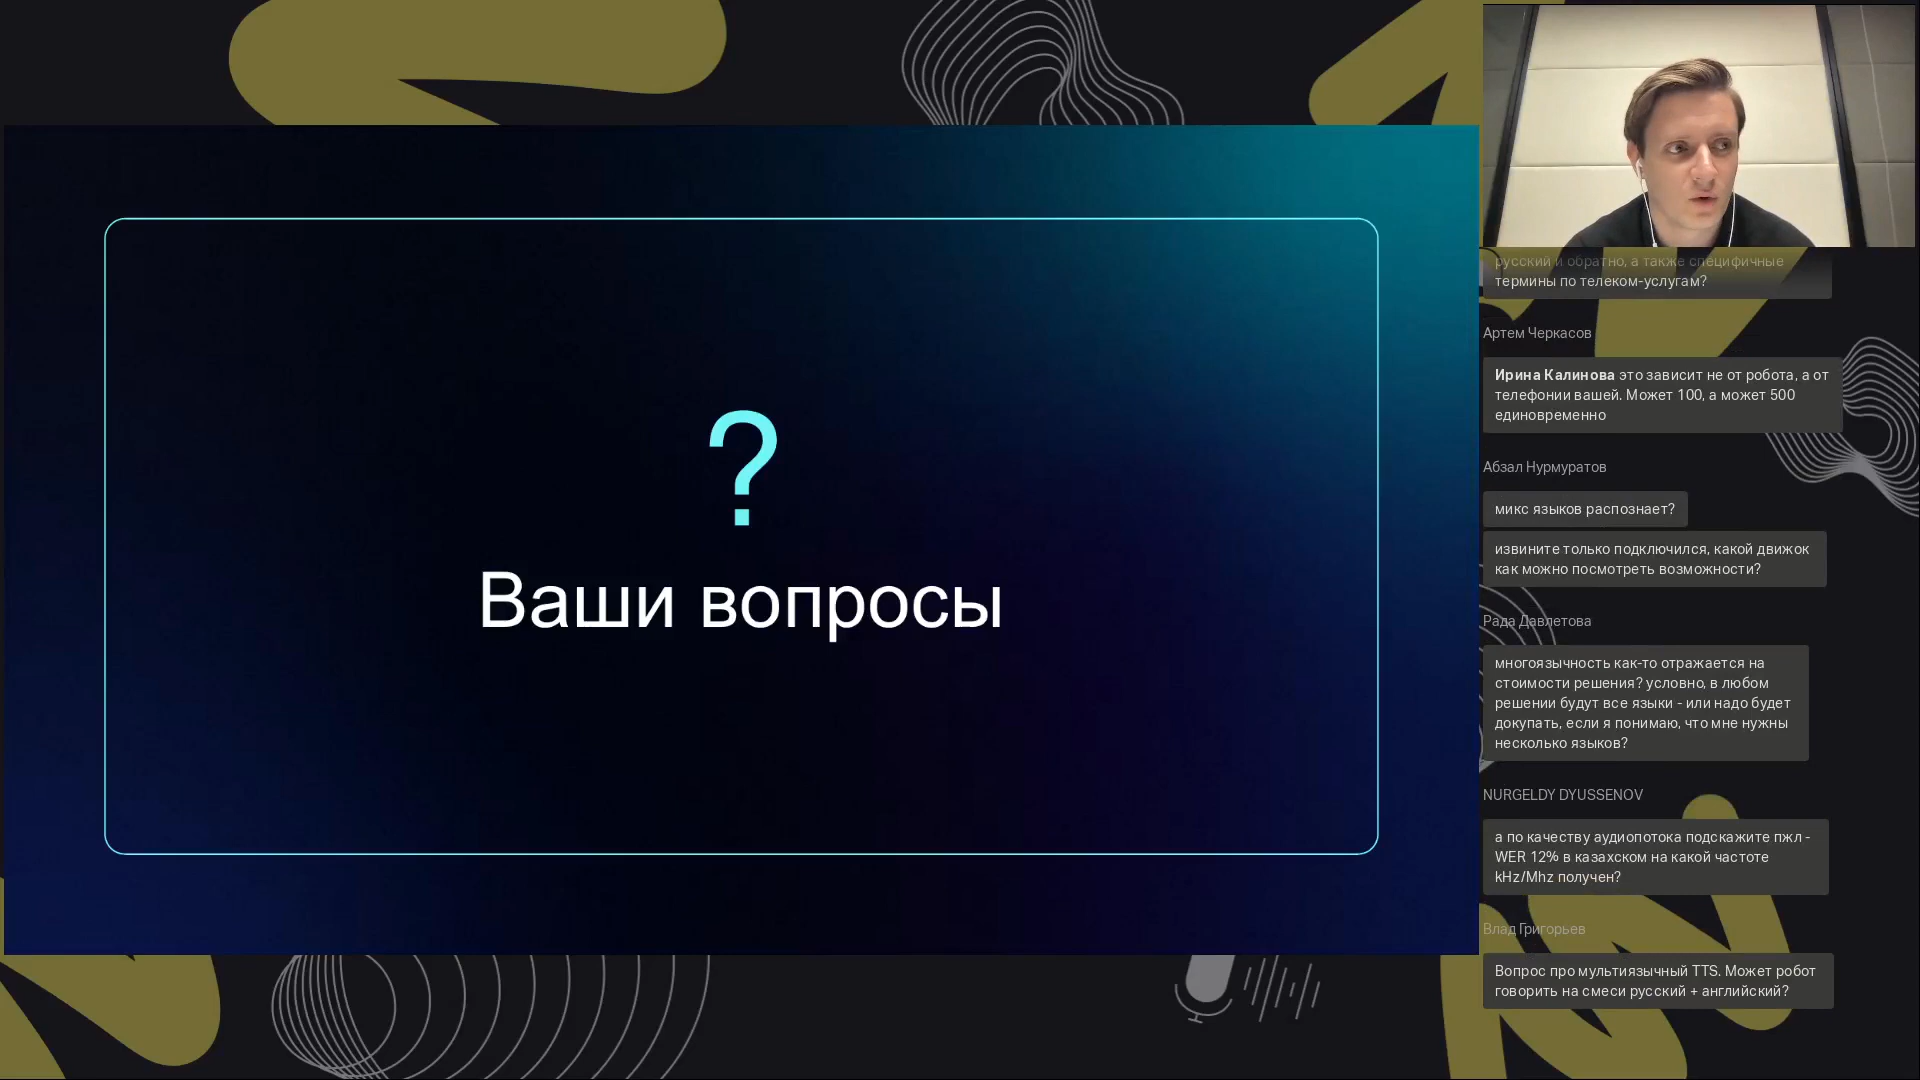 ?
Ваши вопросы
русский и обратно, а также специфичные
термины по телеком-услугам?
Артем Черкасов
Ирина Калинова это зависит не от робота, а от
телефонии вашей. Может 100, а может 500
единовременно
Абзал Нурмуратов
микс языков распознает?
извините только подключился, какой движок
как можно посмотреть возможности?
Рада Давлетова
многоязычность как-то отражается на
стоимости решения? условно, в любом
решении будут все языки - или надо будет
докупать, если я понимаю, что мне нужны
несколько языков?
NURGELDY DYUSSENOV
а по качеству аудиопотока подскажите пжл -
WER 12% в казахском на какой частоте
kHz/Mhz получен?
Влад Григорьев
Вопрос про мультиязычный TTS. Может робот
говорить на смеси русский + английский?